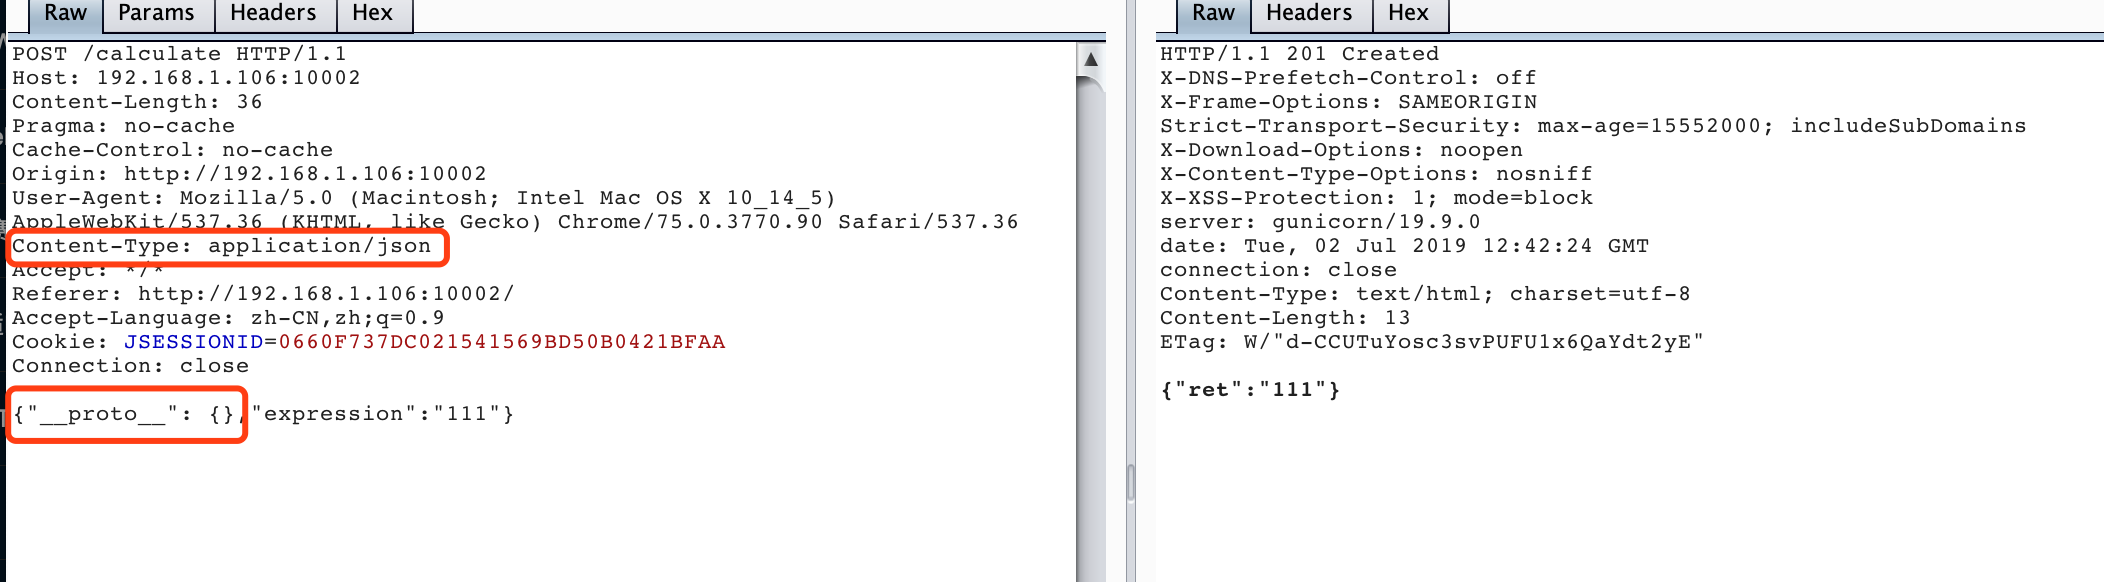 Raw Params Headers Hex
POST /calculate HTTP/1.1
Host: 192.168.1.106:10002
Content-Length: 36
Pragma: no-cache
Cache-Control: no-cache
Origin: http://192.168.1.106:10002
User-Agent: Mozilla/5.0 (Macintosh; Intel Mac OS X 10_14_5)
AppleWebKit/537.36 (KHTML, like Gecko) Chrome/75.0.3770.90 Safari/537.36
Content-Type: application/json
Accept: */*
Referer: http://192.168.1.106:10002/
Accept-Language: zh-CN,zh;q=0.9
Cookie: JSESSIONID=0660F737DC021541569BD50B0421BFAA
Connection: close
{"__proto__": {},"expression":"111"}
Raw Headers Hex
HTTP/1.1 201 Created
X-DNS-Prefetch-Control: off
X-Frame-Options: SAMEORIGIN
Strict-Transport-Security: max-age=15552000; includeSubDomains
X-Download-Options: noopen
X-Content-Type-Options: nosniff
X-XSS-Protection: 1; mode=block
server: gunicorn/19.9.0
date: Tue, 02 Jul 2019 12:42:24 GMT
connection: close
Content-Type: text/html; charset=utf-8
Content-Length: 13
ETag: W/"d-CCUTuYosc3svPUFU1x6QaYdt2yE"
{"ret":"111"}